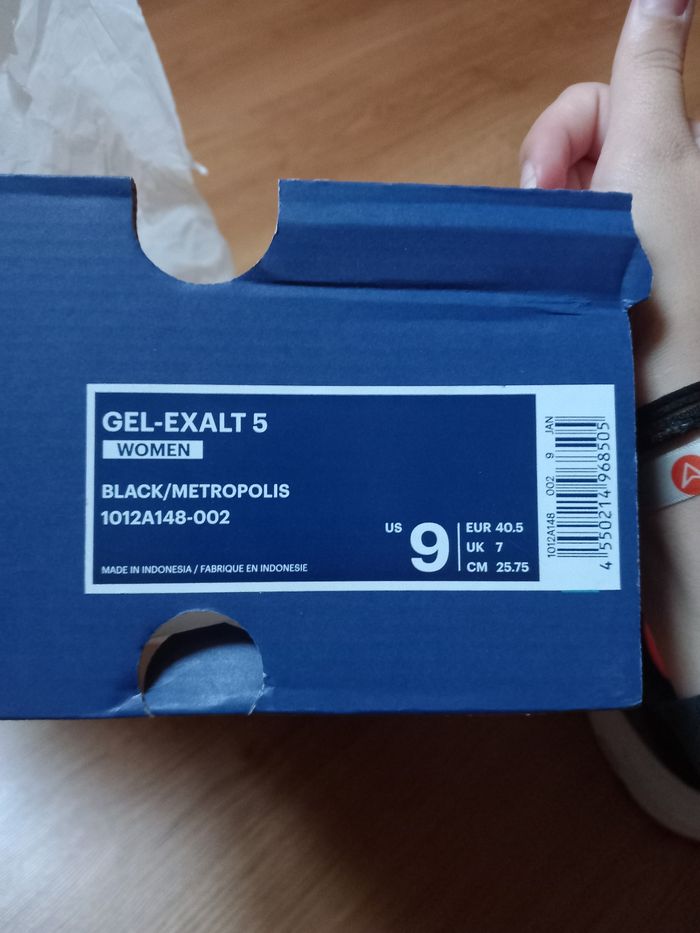 GEL-EXALT 5
WOMEN
BLACK/METROPOLIS
1012A148-002
MADE IN INDONESIA / FABRIQUE EN INDONESIE
US 9
EUR 40.5
UK 7
CM 25.75
1012A148 002 9 JAN
4 550214 968505